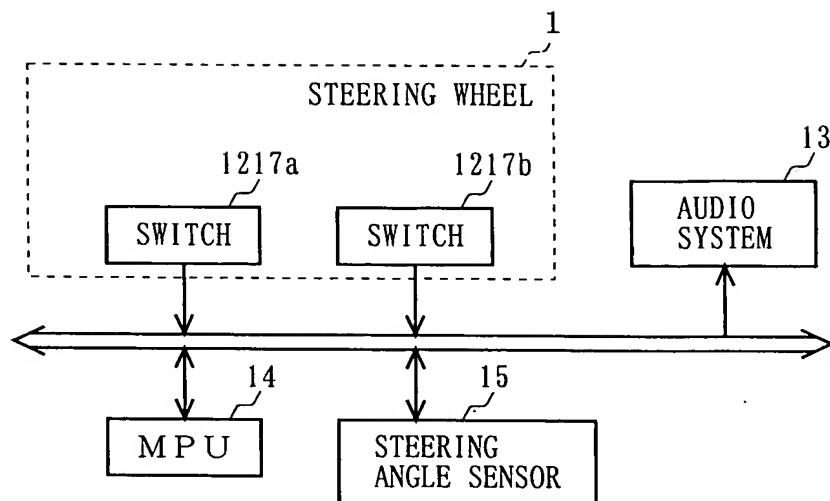 1
STEERING WHEEL
1217a
1217b
13
SWITCH
SWITCH
AUDIO
SYSTEM
14
15
MPU
STEERING
ANGLE SENSOR